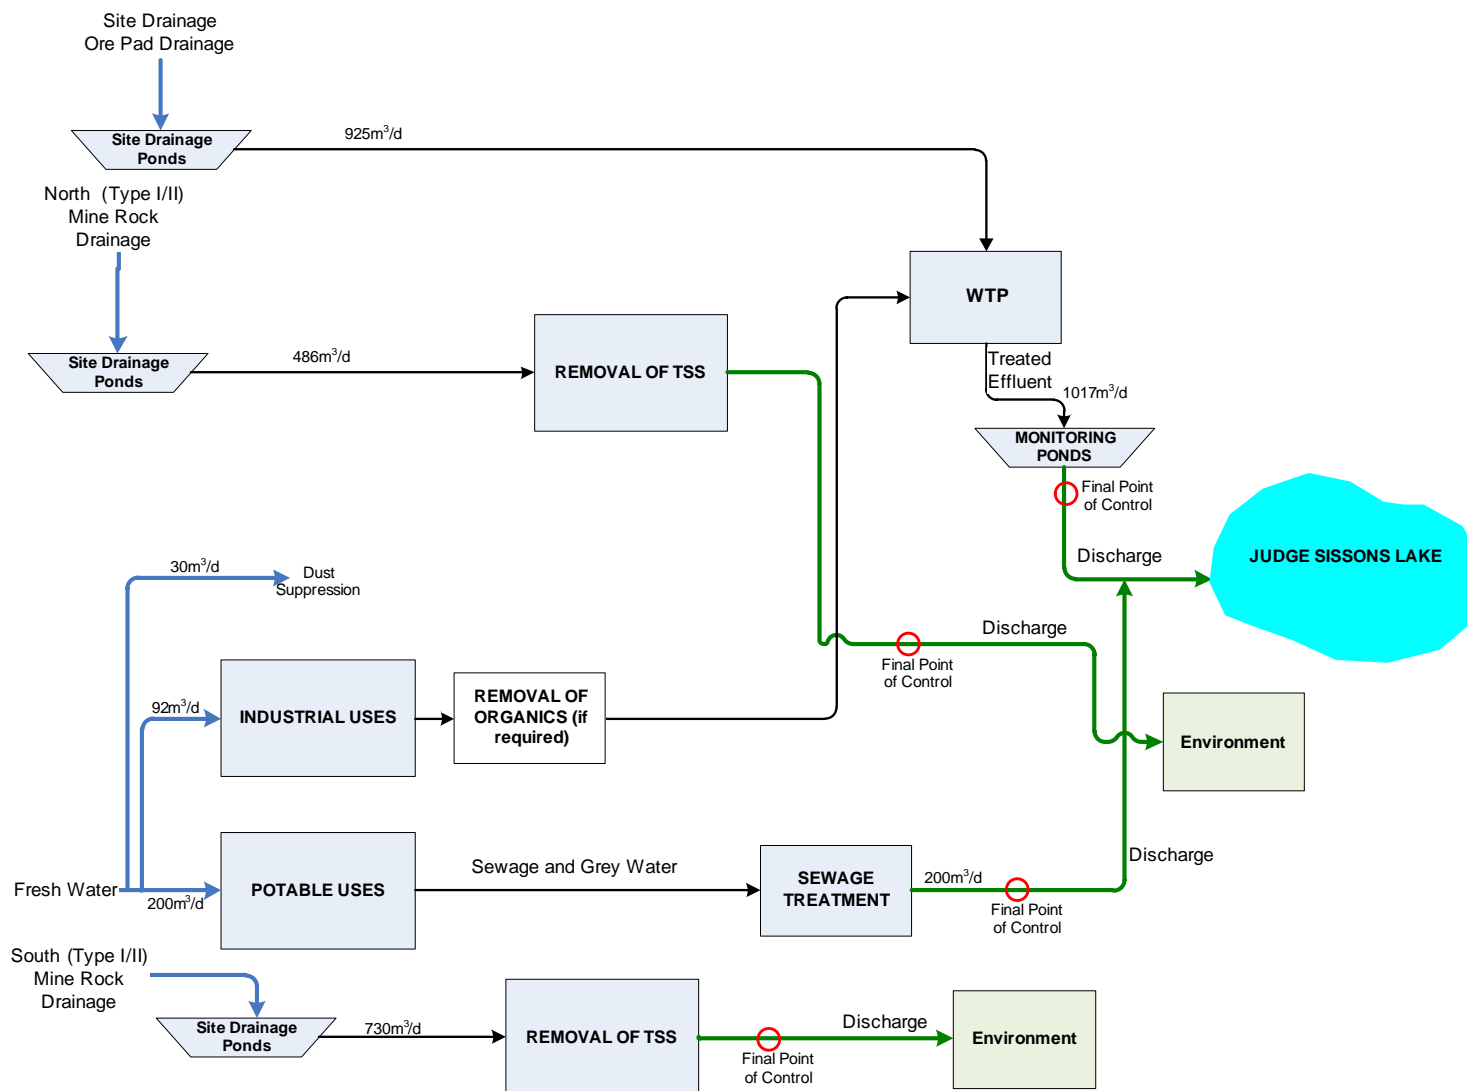 Site Drainage
Ore Pad Drainage
Site Drainage
Ponds
925m³/d
North (Type I/II)
Mine Rock
Drainage
WTP
Site Drainage
Ponds
486m³/d
REMOVAL OF TSS
Treated
Effluent
1017m³/d
MONITORING
PONDS
Final Point
of Control
Discharge
JUDGE SISSONS LAKE
30m³/d
Dust
Suppression
Discharge
Final Point
of Control
92m³/d
INDUSTRIAL USES
REMOVAL OF
ORGANICS (if
required)
Environment
Fresh Water
200m³/d
POTABLE USES
Sewage and Grey Water
SEWAGE
TREATMENT
200m³/d
Final Point
of Control
Discharge
South (Type I/II)
Mine Rock
Drainage
Site Drainage
Ponds
730m³/d
REMOVAL OF TSS
Final Point
of Control
Discharge
Environment